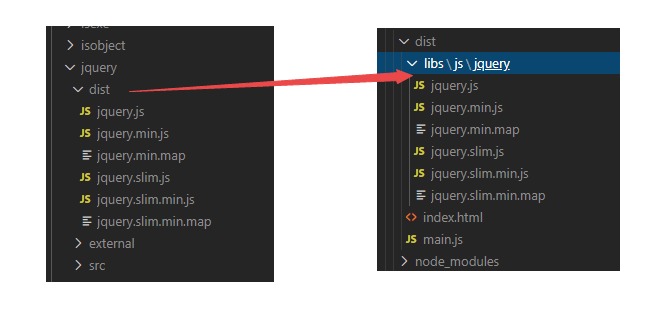 isobject
jquery
dist
JS jquery.js
JS jquery.min.js
jquery.min.map
JS jquery.slim.js
JS jquery.slim.min.js
jquery.slim.min.map
external
src
dist
libs \ js \ jquery
JS jquery.js
JS jquery.min.js
jquery.min.map
JS jquery.slim.js
JS jquery.slim.min.js
jquery.slim.min.map
<> index.html
JS main.js
node_modules